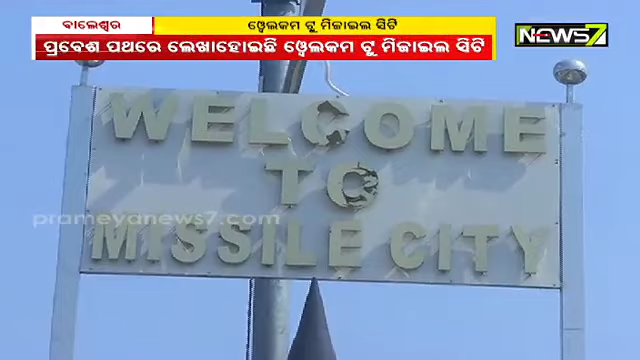 ବାଲେଶ୍ୱର
ୱେଲକମ ଟୁ ମିଜାଇଲ ସିଟି
ପ୍ରବେଶ ପଥରେ ଲେଖାହୋଇଛି ୱେଲକମ ଟୁ ମିଜାଇଲ ସିଟି
NEWS7
WELCOME
TO
prameyanews7.com
MISSILE CITY